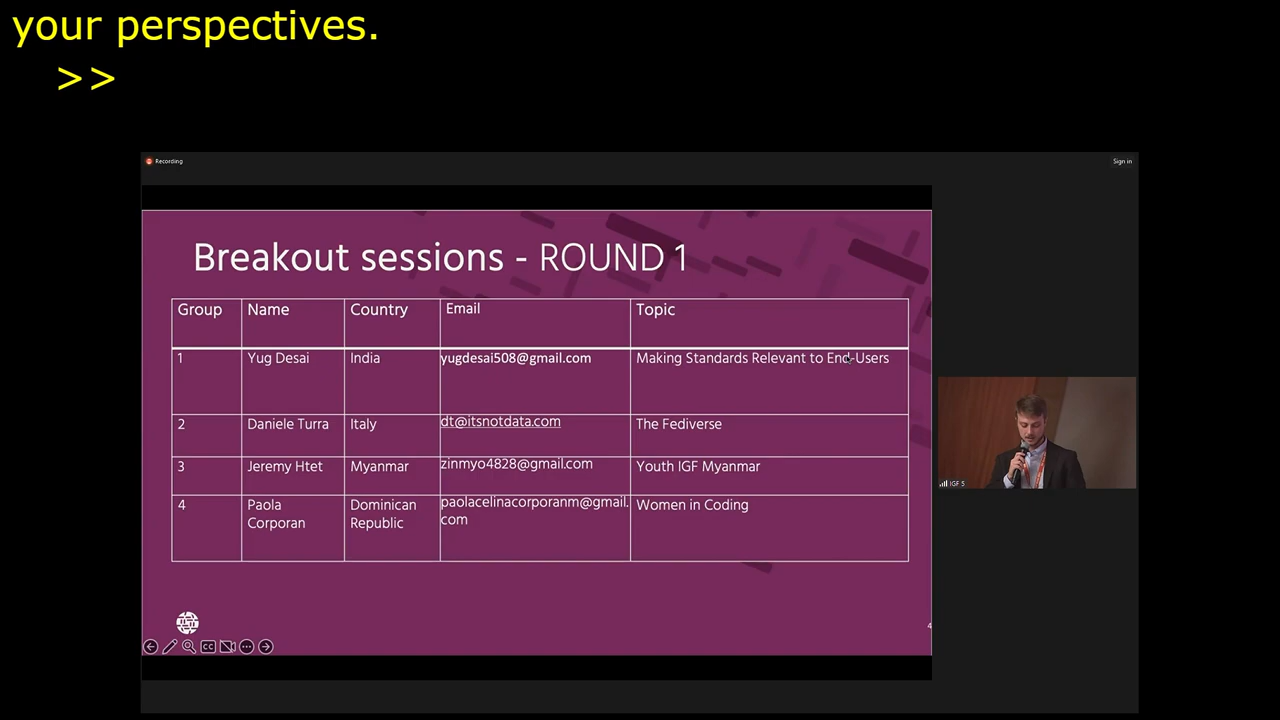 your perspectives.
>>
Recording
Sign in
Breakout sessions - ROUND 1
Group Name Country Email Topic
1 Yug Desai India yugdesai508@gmail.com Making Standards Relevant to End-Users
2 Daniele Turra Italy dt@itsnotdata.com The Fediverse
3 Jeremy Htet Myanmar zinmyo4828@gmail.com Youth IGF Myanmar
4 Paola Dominican paolacelinacorporanm@gmail. Women in Coding
Corporan Republic com
IGF 5
4
CC